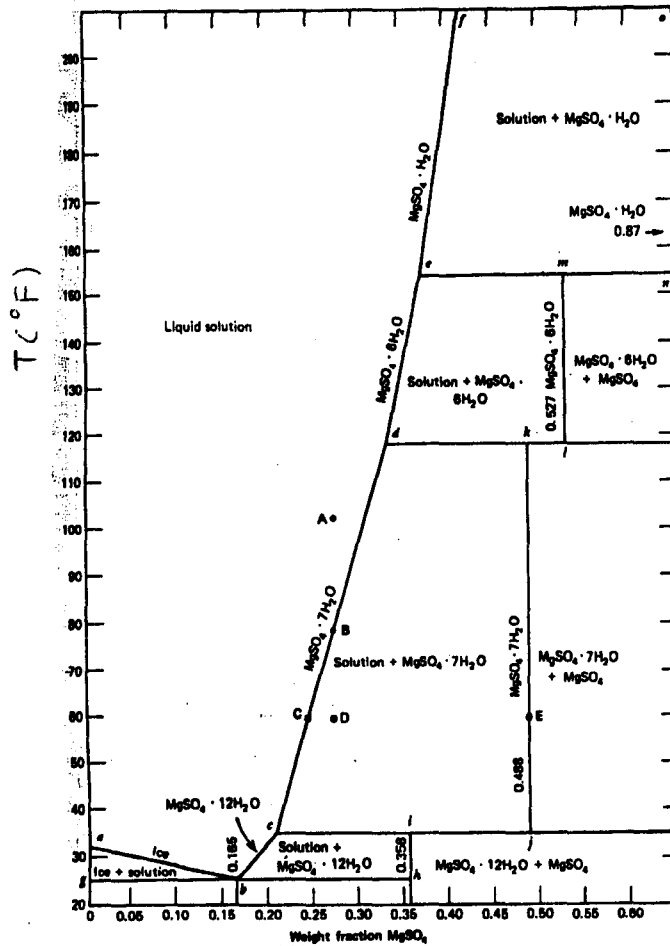 f
o
200
190
180
170
160
150
140
130
120
110
100
90
80
70
60
50
40
30
25
T (°F)
Solution + MgSO₄ · H₂O
MgSO₄ · H₂O
MgSO₄ · H₂O
0.87 →
e
m
n
Liquid solution
MgSO₄ · 6H₂O
Solution + MgSO₄ ·
6H₂O
0.527 MgSO₄ · 6H₂O
MgSO₄ · 6H₂O
+ MgSO₄
d
k
l
A
MgSO₄ · 7H₂O
B
Solution + MgSO₄ · 7H₂O
MgSO₄ · 7H₂O
MgSO₄ · 7H₂O
+ MgSO₄
C
D
E
0.488
MgSO₄ · 12H₂O
c
i
j
a
Ice
0.165
Solution +
MgSO₄ · 12H₂O
0.358
MgSO₄ · 12H₂O + MgSO₄
Ice + solution
g
b
h
0
0.05
0.10
0.15
0.20
0.25
0.30
0.35
0.40
0.45
0.50
0.55
0.60
Weight fraction MgSO₄